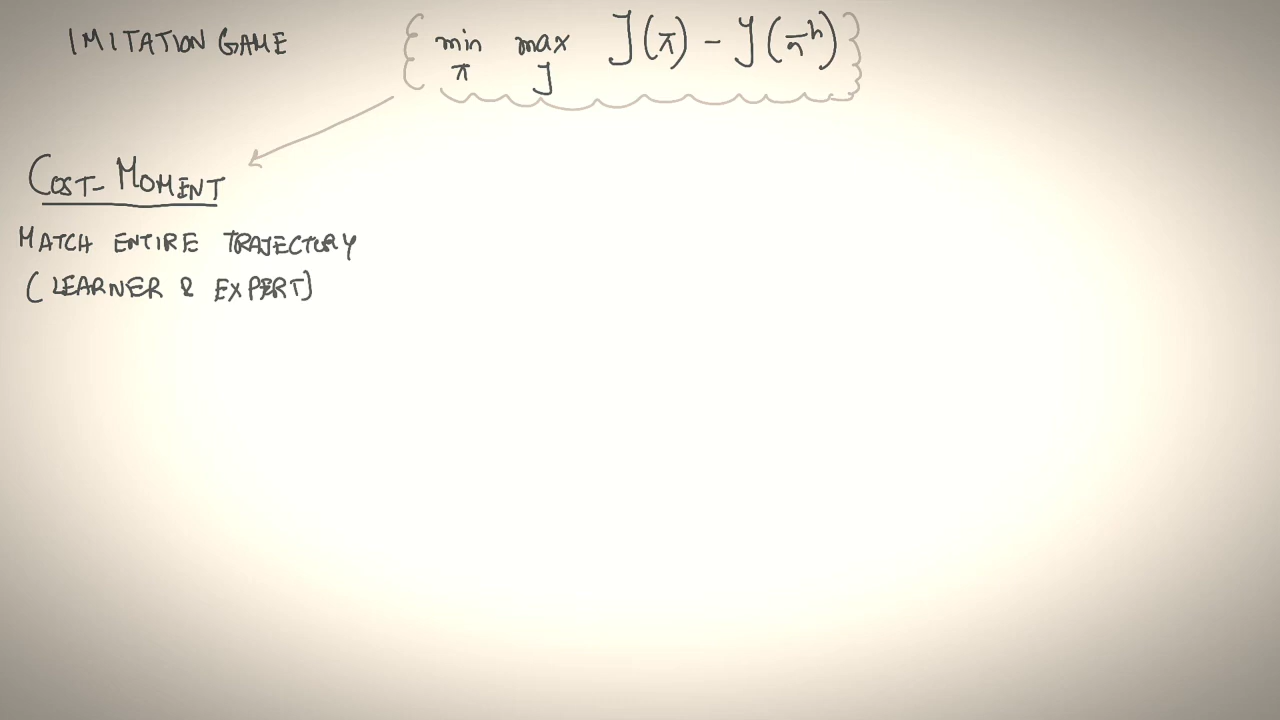 IMITATION GAME
min max J(π) - J(π^h)
π J
COST-MOMENT
MATCH ENTIRE TRAJECTORY
(LEARNER & EXPERT)